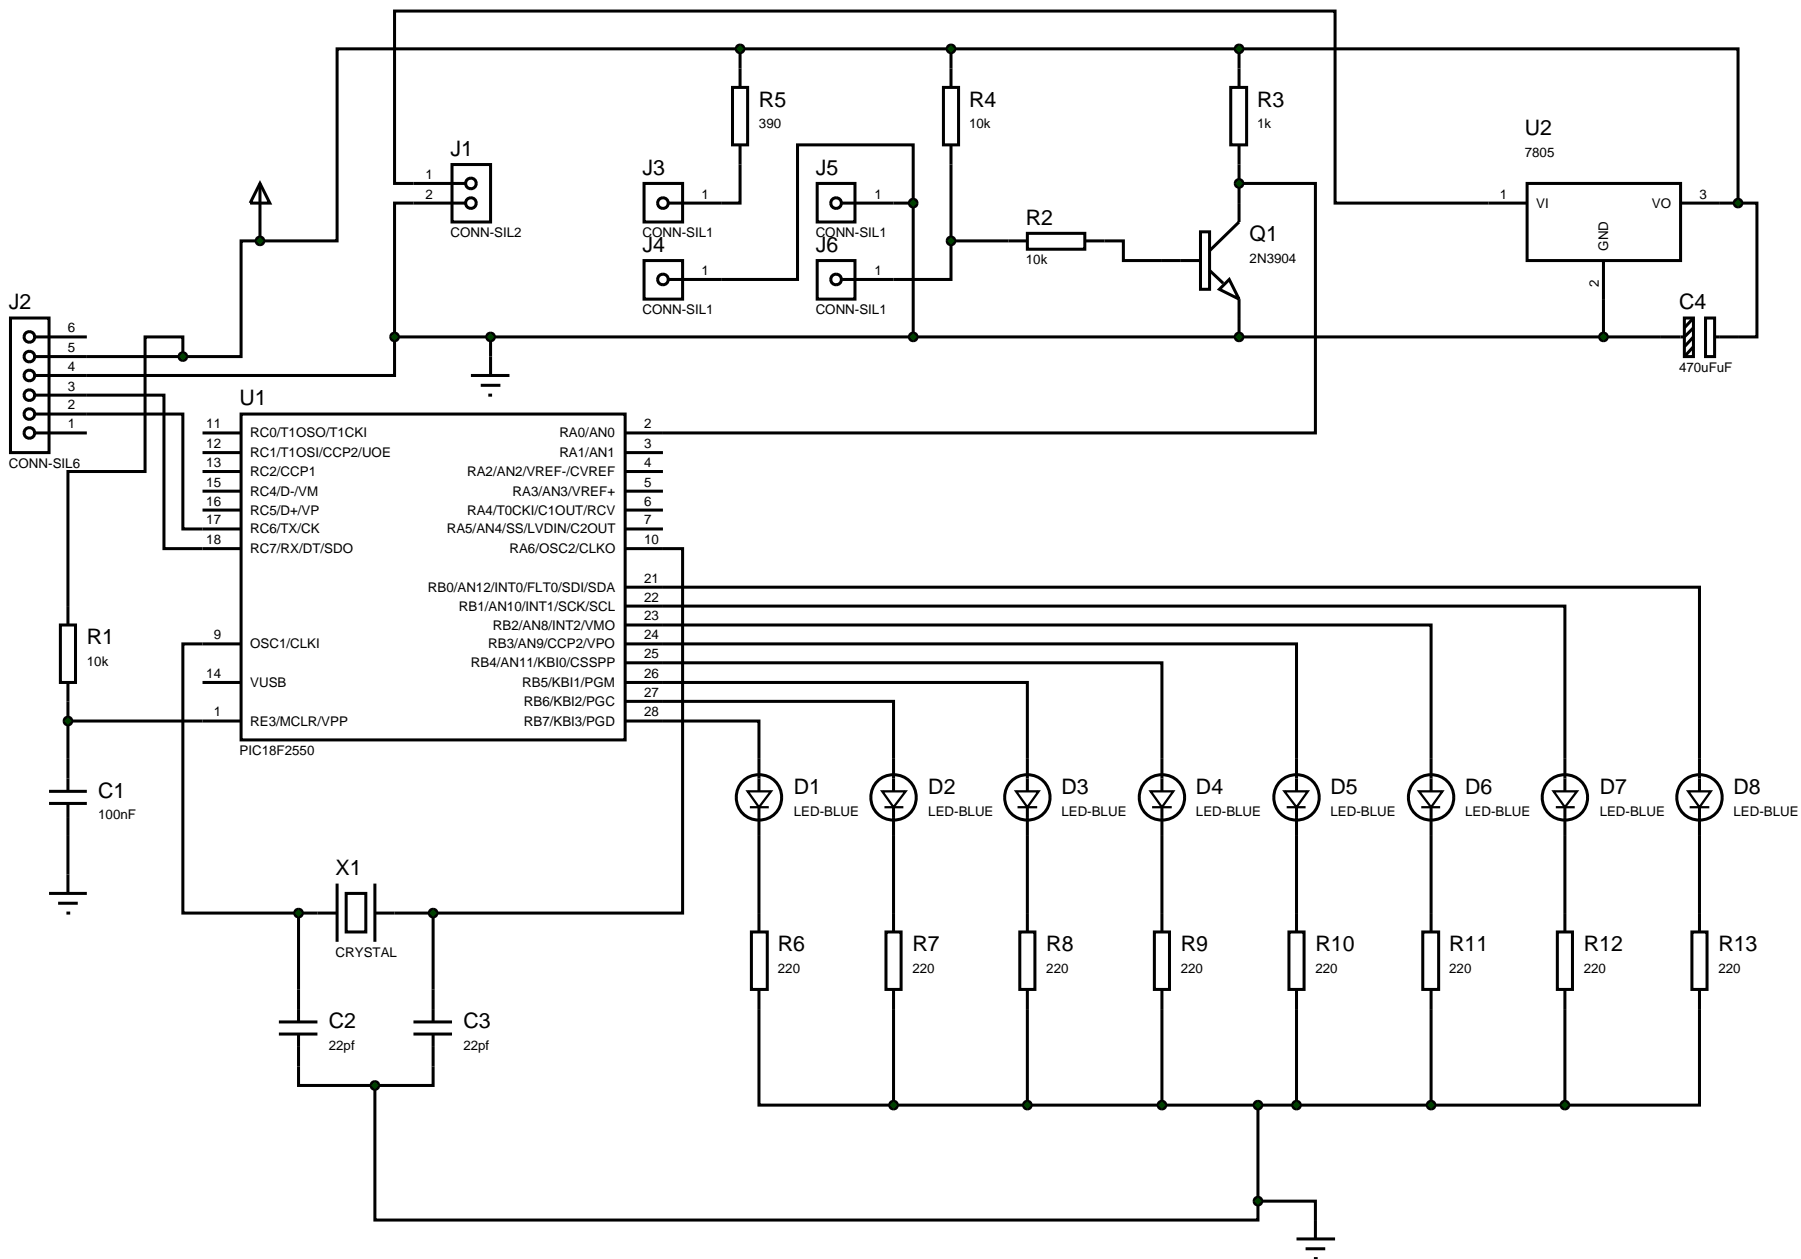 R5
390
R4
10k
R3
1k
U2
7805
J1
1
2
CONN-SIL2
J3
1
CONN-SIL1
J4
1
CONN-SIL1
J5
1
CONN-SIL1
J6
1
CONN-SIL1
R2
10k
Q1
2N3904
1
VI
VO
3
GND
2
C4
470uFuF
J2
6
5
4
3
2
1
CONN-SIL6
U1
11
RC0/T1OSO/T1CKI
12
RC1/T1OSI/CCP2/UOE
13
RC2/CCP1
15
RC4/D-/VM
16
RC5/D+/VP
17
RC6/TX/CK
18
RC7/RX/DT/SDO
9
OSC1/CLKI
14
VUSB
1
RE3/MCLR/VPP
RA0/AN0
2
RA1/AN1
3
RA2/AN2/VREF-/CVREF
4
RA3/AN3/VREF+
5
RA4/T0CKI/C1OUT/RCV
6
RA5/AN4/SS/LVDIN/C2OUT
7
RA6/OSC2/CLKO
10
RB0/AN12/INT0/FLT0/SDI/SDA
21
RB1/AN10/INT1/SCK/SCL
22
RB2/AN8/INT2/VMO
23
RB3/AN9/CCP2/VPO
24
RB4/AN11/KBI0/CSSPP
25
RB5/KBI1/PGM
26
RB6/KBI2/PGC
27
RB7/KBI3/PGD
28
PIC18F2550
R1
10k
C1
100nF
X1
CRYSTAL
C2
22pf
C3
22pf
D1
LED-BLUE
D2
LED-BLUE
D3
LED-BLUE
D4
LED-BLUE
D5
LED-BLUE
D6
LED-BLUE
D7
LED-BLUE
D8
LED-BLUE
R6
220
R7
220
R8
220
R9
220
R10
220
R11
220
R12
220
R13
220